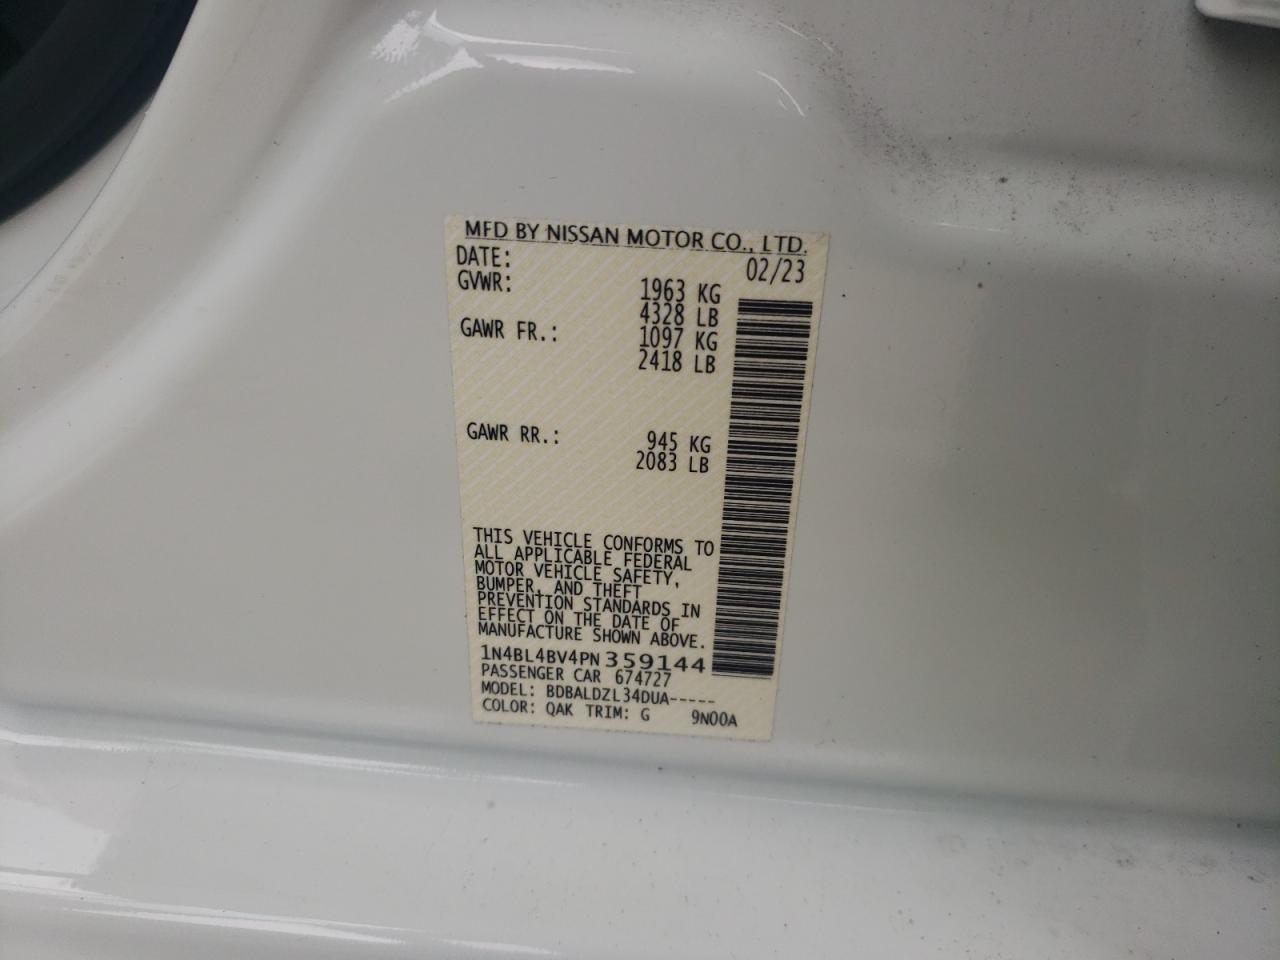 MFD BY NISSAN MOTOR CO., LTD.
DATE: 02/23
GVWR: 1963 KG
4328 LB
GAWR FR.: 1097 KG
2418 LB
GAWR RR.: 945 KG
2083 LB
THIS VEHICLE CONFORMS TO
ALL APPLICABLE FEDERAL
MOTOR VEHICLE SAFETY,
BUMPER, AND THEFT
PREVENTION STANDARDS IN
EFFECT ON THE DATE OF
MANUFACTURE SHOWN ABOVE.
1N4BL4BV4PN359144
PASSENGER CAR 674727
MODEL: BDBALDZL34DUA-----
COLOR: QAK TRIM: G 9N00A